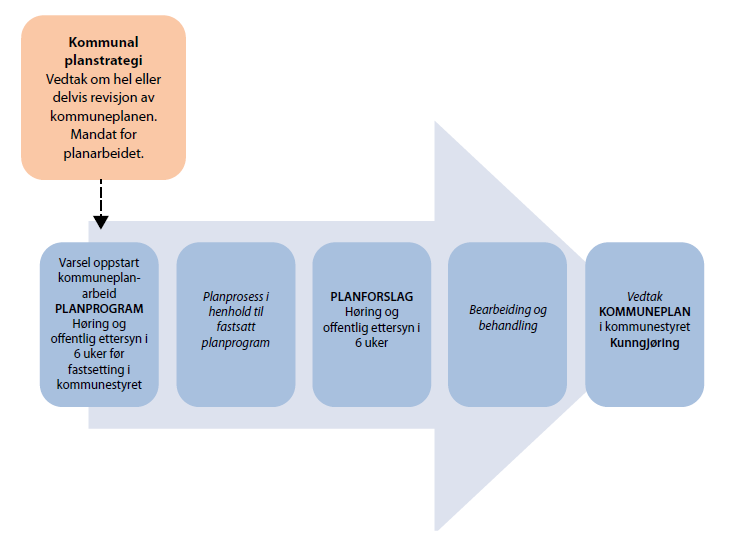 Kommunal
planstrategi
Vedtak om hel eller
delvis revisjon av
kommuneplanen.
Mandat for
planarbeidet.
Varsel oppstart
kommuneplan-
arbeid
PLANPROGRAM
Høring og
offentlig ettersyn i
6 uker før
fastsetting i
kommunestyret
Planprosess i
henhold til
fastsatt
planprogram
PLANFORSLAG
Høring og
offentlig ettersyn i
6 uker
Bearbeiding og
behandling
Vedtak
KOMMUNEPLAN
i kommunestyret
Kunngjøring